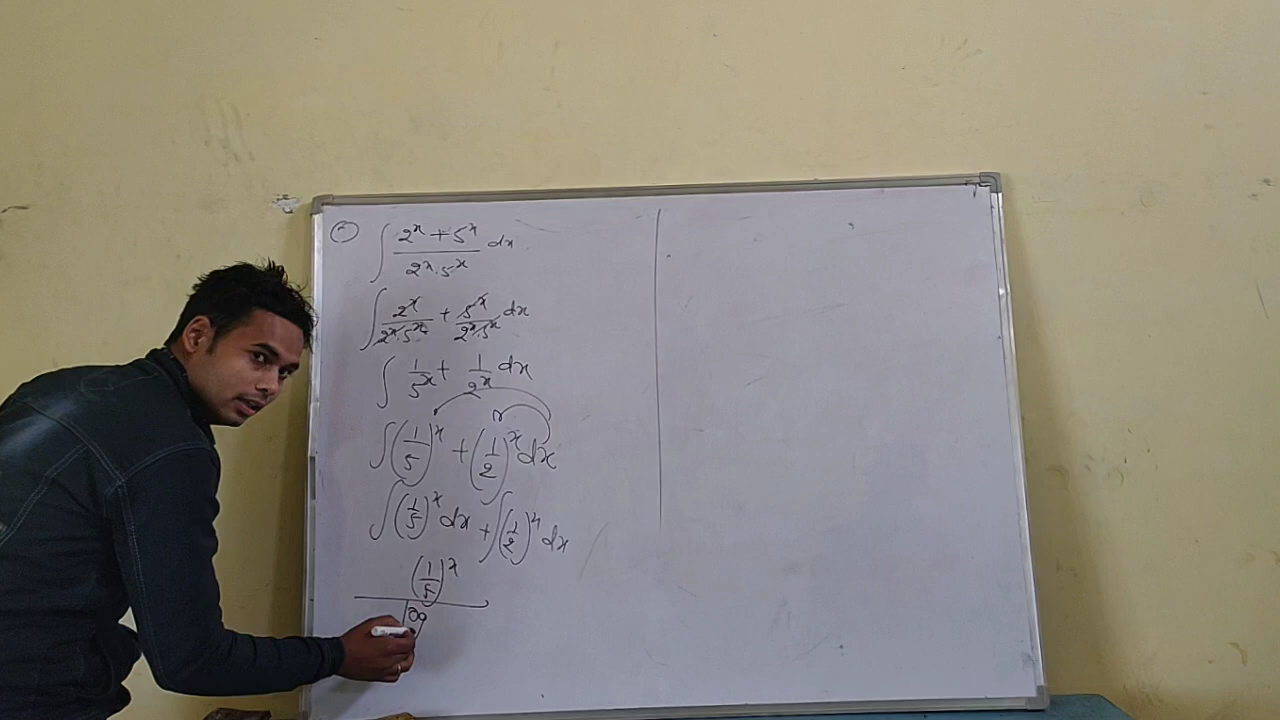 ∫ (2^x + 5^x)/(2^x · 5^x) dx
∫ 2^x/(2^x · 5^x) + 5^x/(2^x · 5^x) dx
∫ 1/5^x + 1/2^x dx
∫ (1/5)^x + (1/2)^x dx
∫ (1/5)^x dx + ∫ (1/2)^x dx
(1/5)^x
log